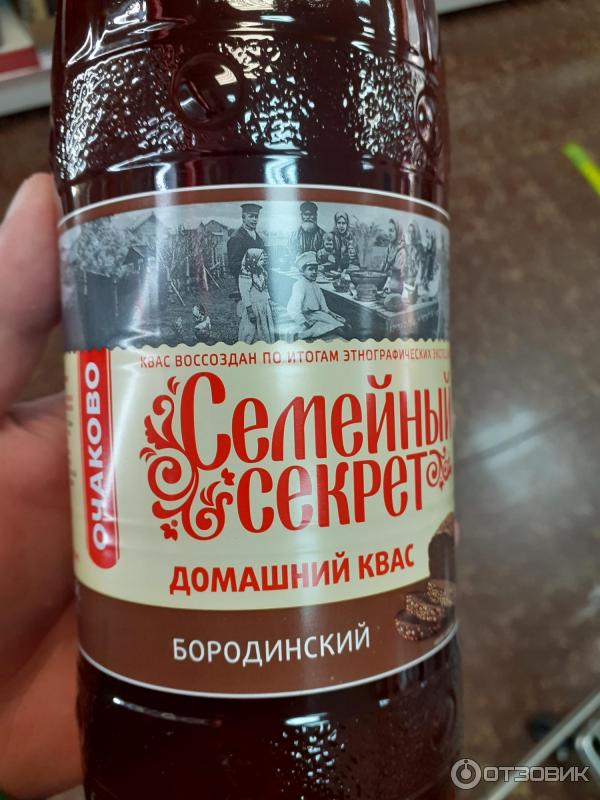 КВАС ВОССОЗДАН ПО ИТОГАМ ЭТНОГРАФИЧЕСКИХ
ОЧАКОВО
Семейный
секрет
ДОМАШНИЙ КВАС
БОРОДИНСКИЙ
ОТЗОВИК